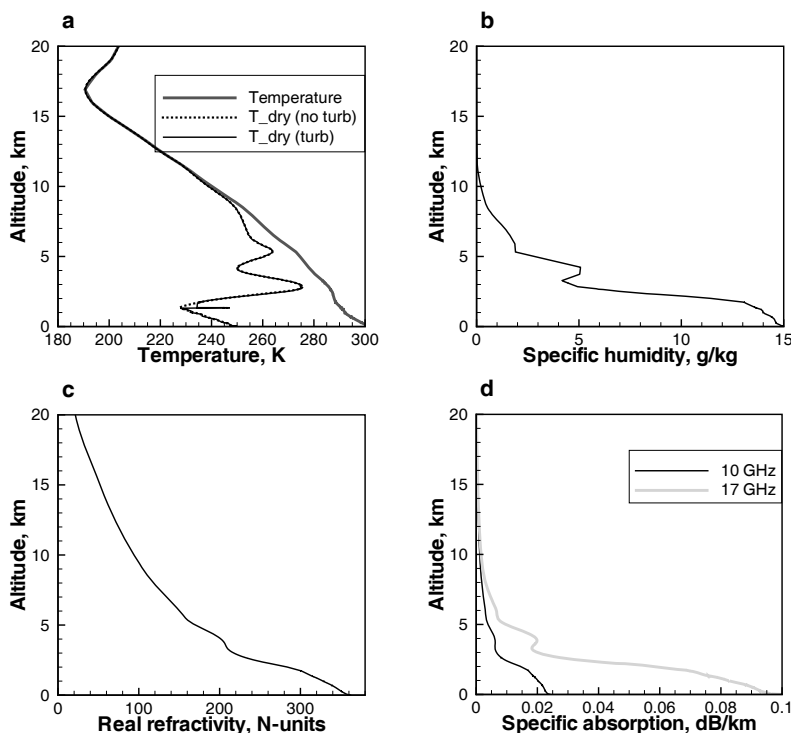 a
20
15
10
5
0
Altitude, km
Temperature
T_dry (no turb)
T_dry (turb)
180 200 220 240 260 280 300
Temperature, K
b
20
15
10
5
0
Altitude, km
0 5 10 15
Specific humidity, g/kg
c
20
15
10
5
0
Altitude, km
0 100 200 300
Real refractivity, N-units
d
20
15
10
5
0
Altitude, km
10 GHz
17 GHz
0 0.02 0.04 0.06 0.08 0.1
Specific absorption, dB/km